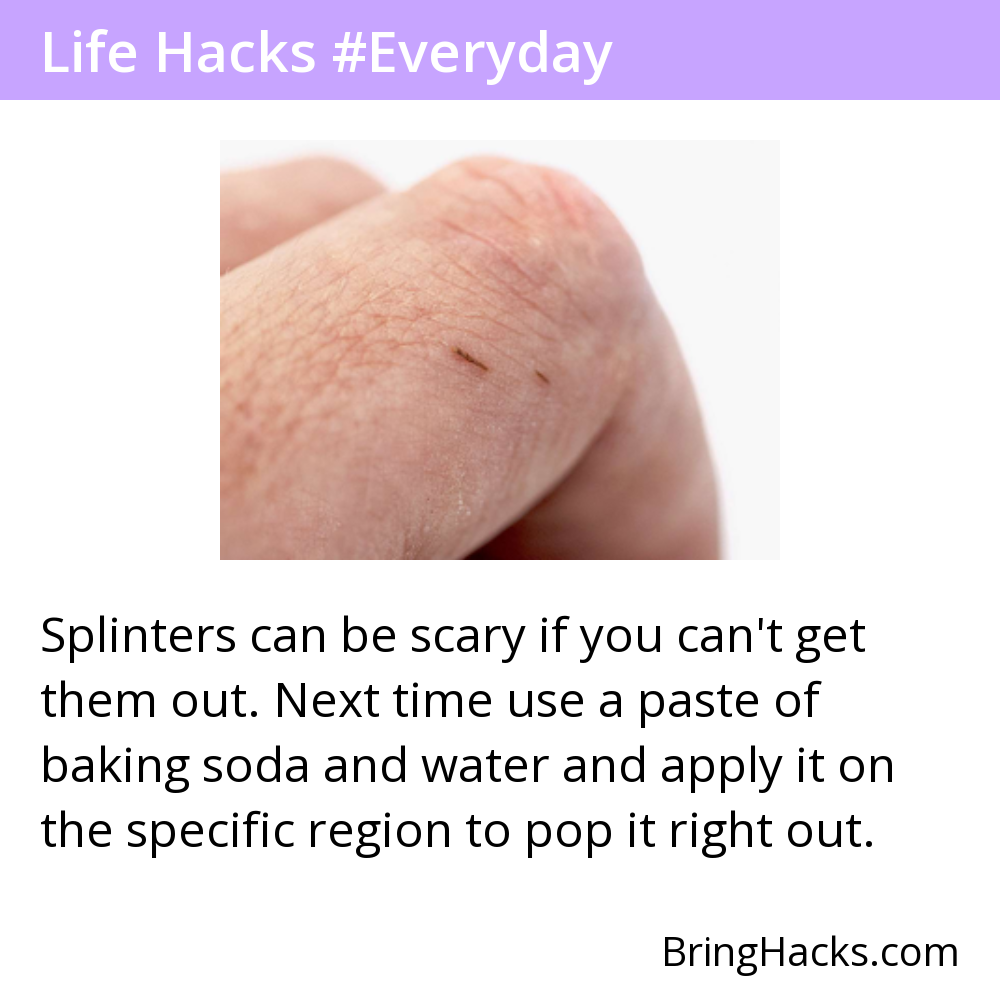 Life Hacks #Everyday
Splinters can be scary if you can't get
them out. Next time use a paste of
baking soda and water and apply it on
the specific region to pop it right out.
BringHacks.com